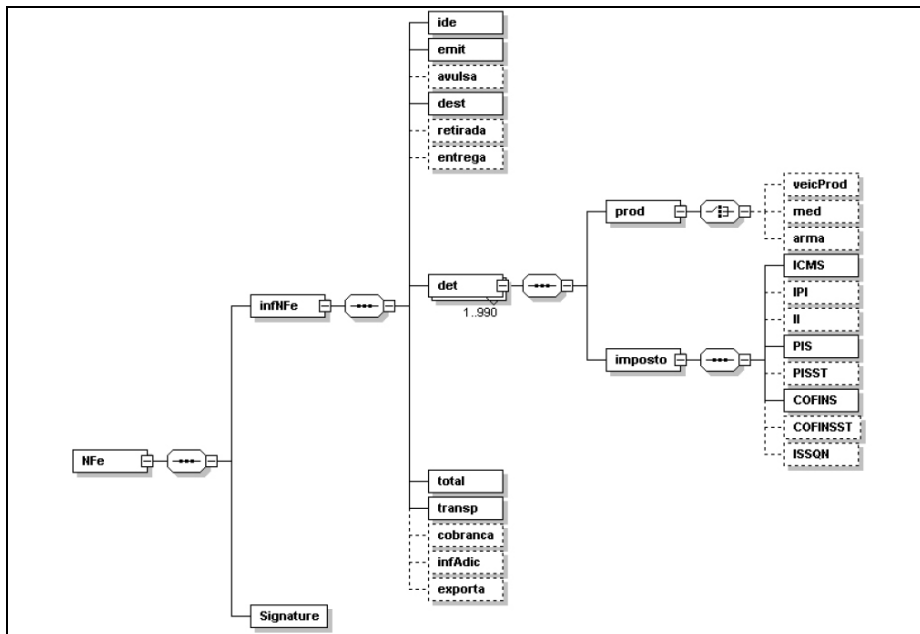 ide
emit
avulsa
dest
retirada
entrega
veicProd
prod
med
arma
ICMS
det
IPI
1..990
infNFe
II
PIS
imposto
PISST
COFINS
COFINSST
NFe
ISSQN
total
transp
cobranca
infAdic
exporta
Signature